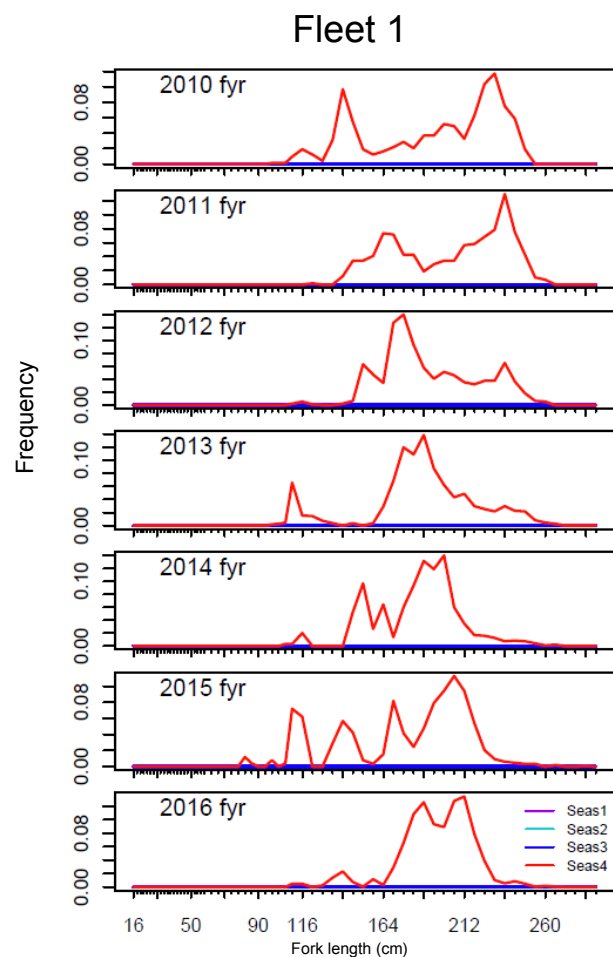 Fleet 1
2010 fyr
0.08
0.00
2011 fyr
0.08
0.00
2012 fyr
0.10
0.00
Frequency
2013 fyr
0.10
0.00
2014 fyr
0.10
0.00
2015 fyr
0.08
0.00
2016 fyr
0.08
0.00
Seas1
Seas2
Seas3
Seas4
16 50 90 116 164 212 260
Fork length (cm)